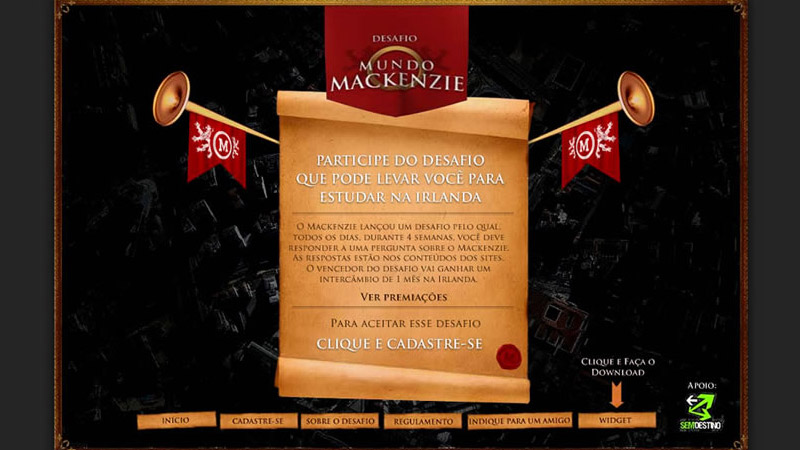 DESAFIO
MUNDO
MACKENZIE
M
M
PARTICIPE DO DESAFIO
QUE PODE LEVAR VOCÊ PARA
ESTUDAR NA IRLANDA
O MACKENZIE LANÇOU UM DESAFIO PELO QUAL,
TODOS OS DIAS, DURANTE 4 SEMANAS, VOCÊ DEVE
RESPONDER A UMA PERGUNTA SOBRE O MACKENZIE.
AS RESPOSTAS ESTÃO NOS CONTEÚDOS DOS SITES.
O VENCEDOR DO DESAFIO VAI GANHAR UM
INTERCÂMBIO DE 1 MÊS NA IRLANDA.
VER PREMIAÇÕES
PARA ACEITAR ESSE DESAFIO
CLIQUE E CADASTRE-SE
CLIQUE E FAÇA O
DOWNLOAD
APOIO:
SEMDESTINO
INÍCIO
CADASTRE-SE
SOBRE O DESAFIO
REGULAMENTO
INDIQUE PARA UM AMIGO
WIDGET